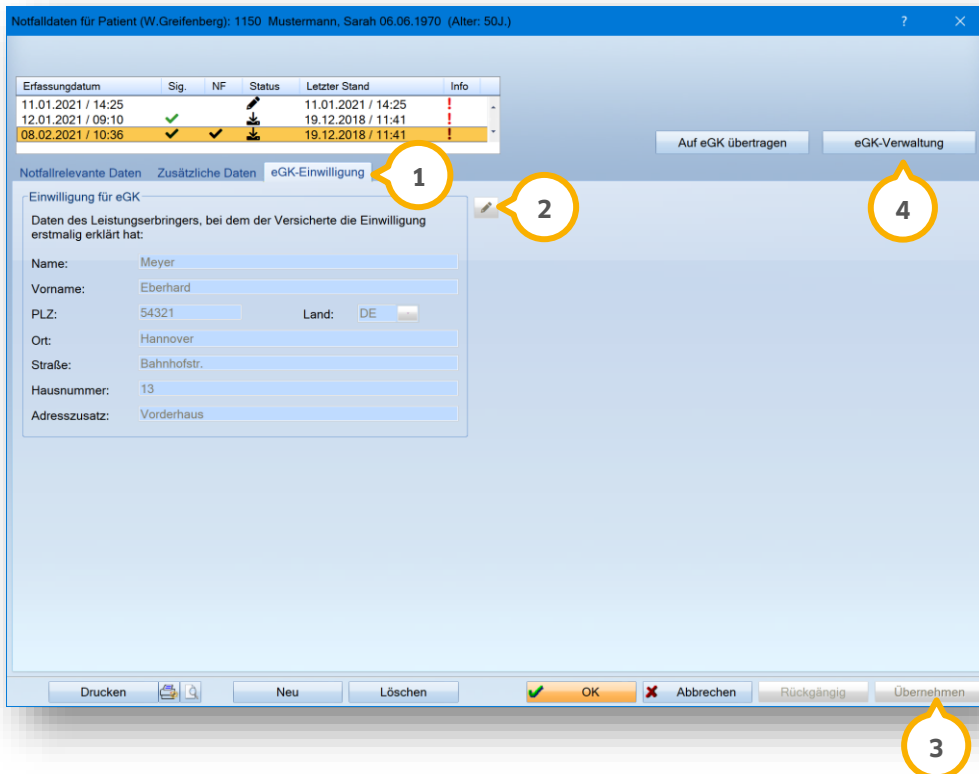 Notfalldaten für Patient (W.Greifenberg): 1150 Mustermann, Sarah 06.06.1970 (Alter: 50J.) ? ×
Erfassungdatum Sig. NF Status Letzter Stand Info
11.01.2021 / 14:25 11.01.2021 / 14:25 !
12.01.2021 / 09:10 ✓ 19.12.2018 / 11:41 !
08.02.2021 / 10:36 ✓ ✓ 19.12.2018 / 11:41 !
Auf eGK übertragen eGK-Verwaltung
Notfallrelevante Daten Zusätzliche Daten eGK-Einwilligung
1
2
4
Einwilligung für eGK
Daten des Leistungserbringers, bei dem der Versicherte die Einwilligung
erstmalig erklärt hat:
Name: Meyer
Vorname: Eberhard
PLZ: 54321 Land: DE
Ort: Hannover
Straße: Bahnhofstr.
Hausnummer: 13
Adresszusatz: Vorderhaus
Drucken Neu Löschen OK Abbrechen Rückgängig Übernehmen
3